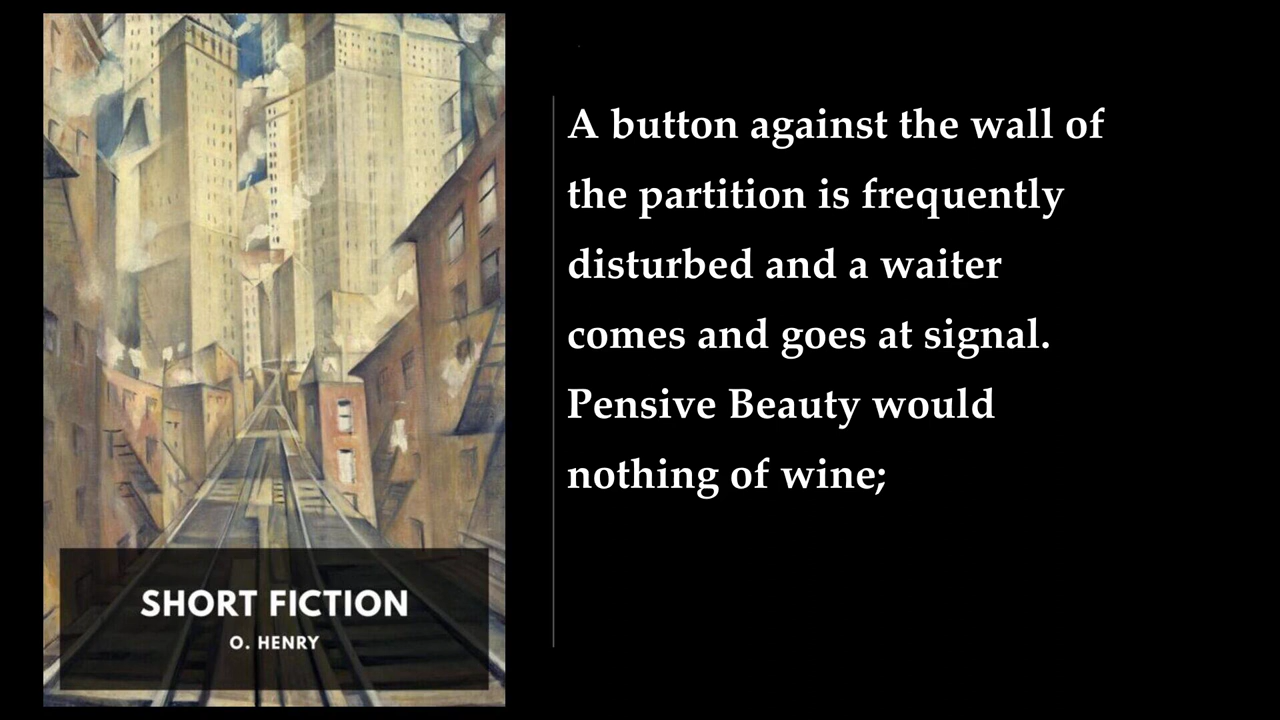 SHORT FICTION
O. HENRY
A button against the wall of
the partition is frequently
disturbed and a waiter
comes and goes at signal.
Pensive Beauty would
nothing of wine;